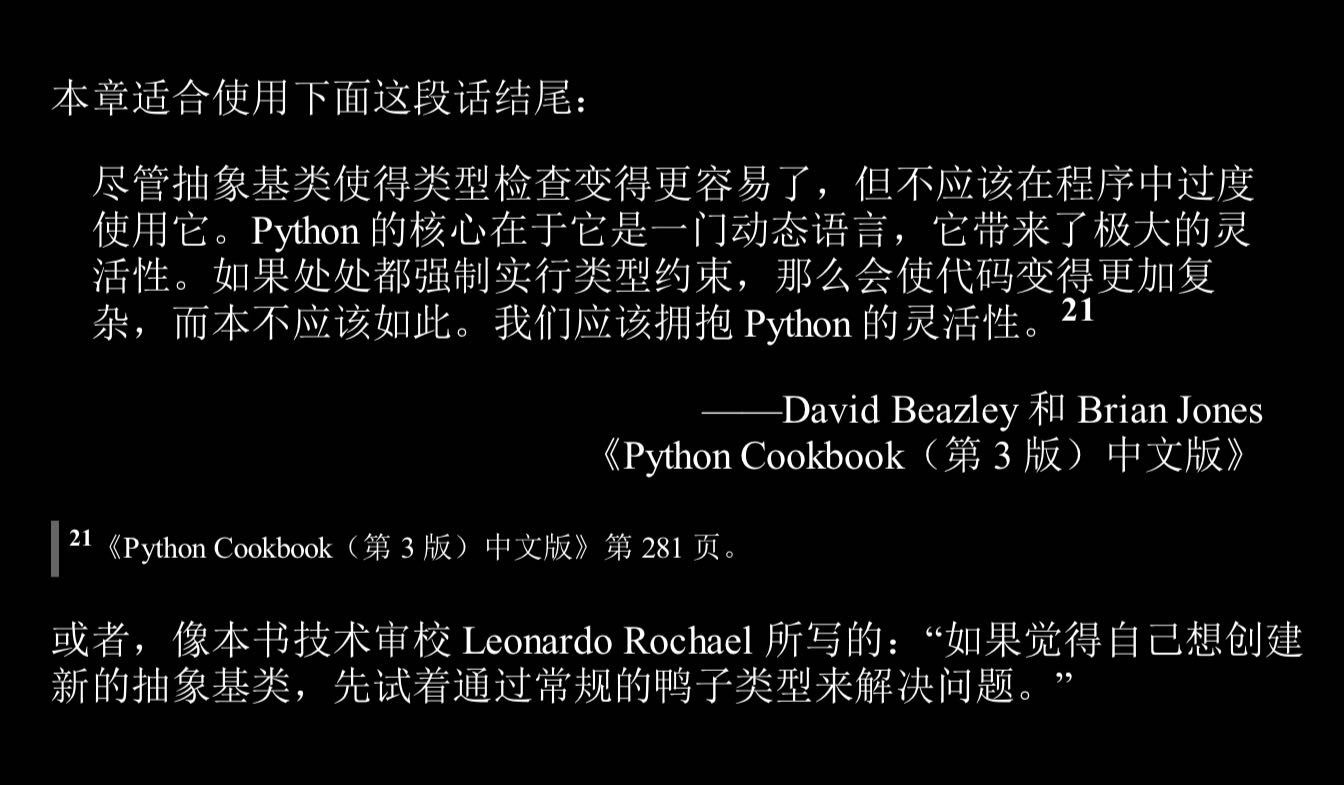 本章适合使用下面这段话结尾：
尽管抽象基类使得类型检查变得更容易了，但不应该在程序中过度
使用它。Python 的核心在于它是一门动态语言，它带来了极大的灵
活性。如果处处都强制实行类型约束，那么会使代码变得更加复
杂，而本不应该如此。我们应该拥抱 Python 的灵活性。21
——David Beazley 和 Brian Jones
《Python Cookbook（第 3 版）中文版》
21《Python Cookbook（第 3 版）中文版》第 281 页。
或者，像本书技术审校 Leonardo Rochael 所写的：“如果觉得自己想创建
新的抽象基类，先试着通过常规的鸭子类型来解决问题。”